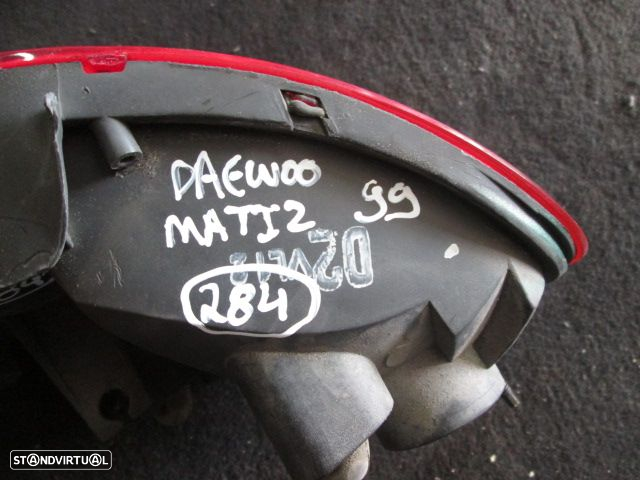 DAEWOO
MATIZ 99
284
STANDVIRTUAL